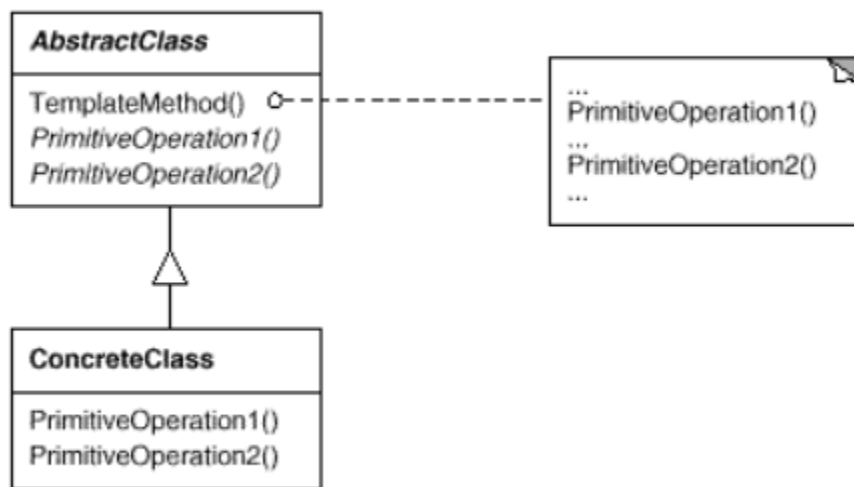 AbstractClass
TemplateMethod()
PrimitiveOperation1()
PrimitiveOperation2()
...
PrimitiveOperation1()
...
PrimitiveOperation2()
...
ConcreteClass
PrimitiveOperation1()
PrimitiveOperation2()